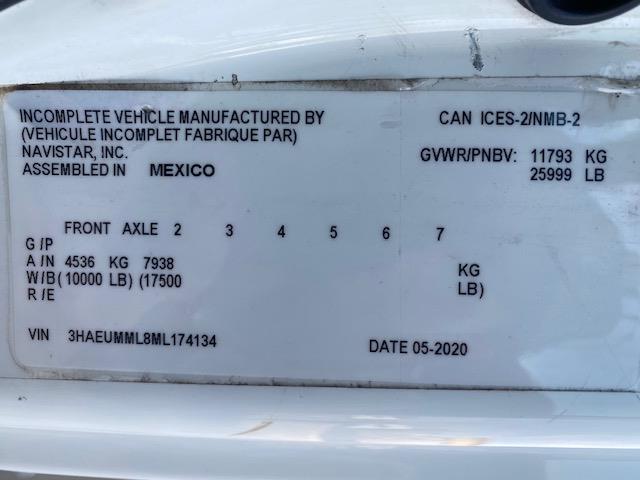 INCOMPLETE VEHICLE MANUFACTURED BY
(VEHICULE INCOMPLET FABRIQUE PAR)
NAVISTAR, INC.
ASSEMBLED IN MEXICO
CAN ICES-2/NMB-2
GVWR/PNBV: 11793 KG
25999 LB
FRONT AXLE 2 3 4 5 6 7
G/P
A/N 4536 KG 7938 KG
W/B (10000 LB) (17500 LB)
R/E
VIN 3HAEUMML8ML174134
DATE 05-2020